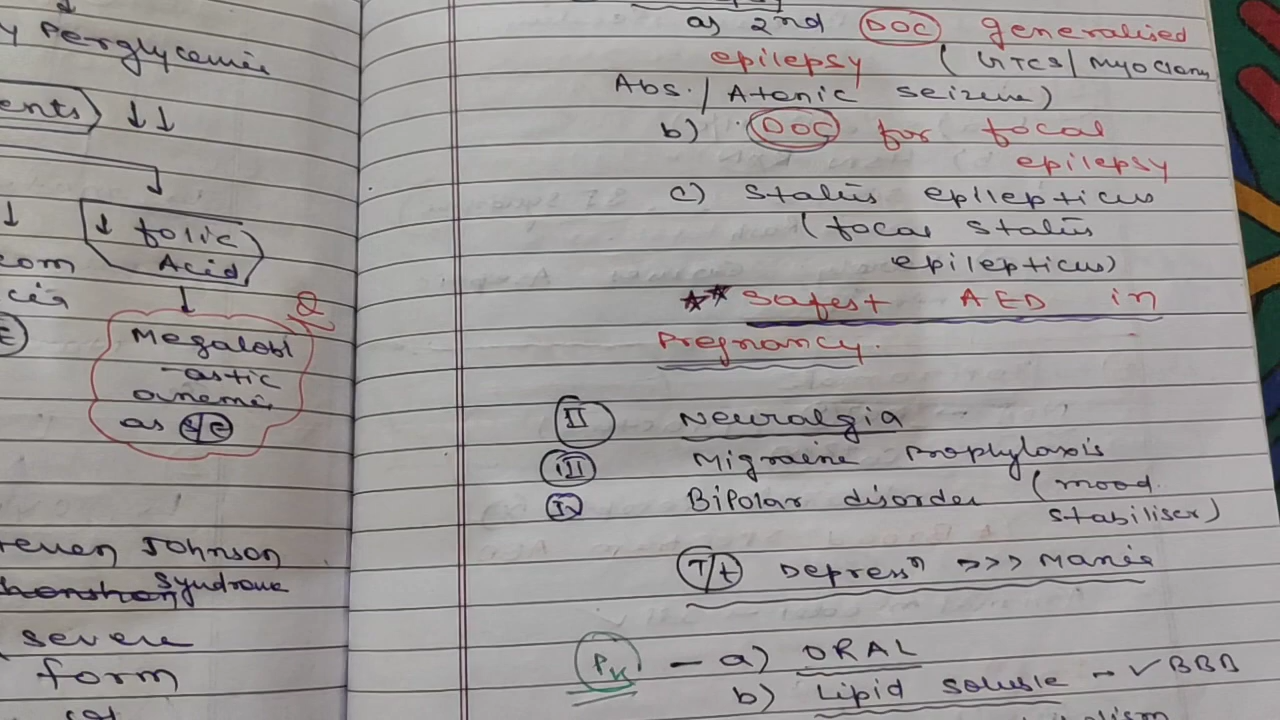 Perglycemia
ents) ↓↓
↓
↓ folic
Acid
↓
Q
Megalobl
astic
anemia
as S/E
Johnson
Syndrome
severe
form
as 2nd DOC generalised
epilepsy (GTCS/Myoclonic
Abs./Atonic seizure)
b) DOC for focal
epilepsy
c) Status epilepticus
(focal status
epilepticus)
** Safest AED in
Pregnancy.
II Neuralgia
III Migraine Prophylaxis
IV Bipolar disorder (mood
stabiliser)
T/t Depressn >>> Mania
PK - a) ORAL
b) Lipid soluble → ✓BBB